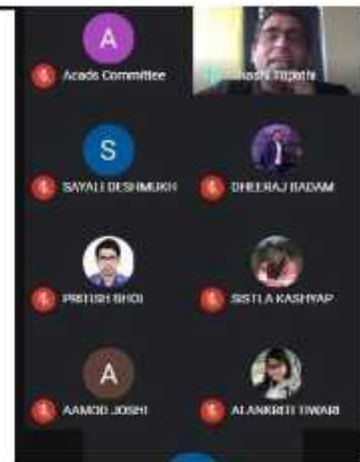 A
Acads Committee
Tripathi
S
SAYALI DESHMUKH
DHEERAJ BADAM
PRITISH BHOI
SISTLA KASHYAP
A
AAMOD JOSHI
ALANKRITI TIWARI